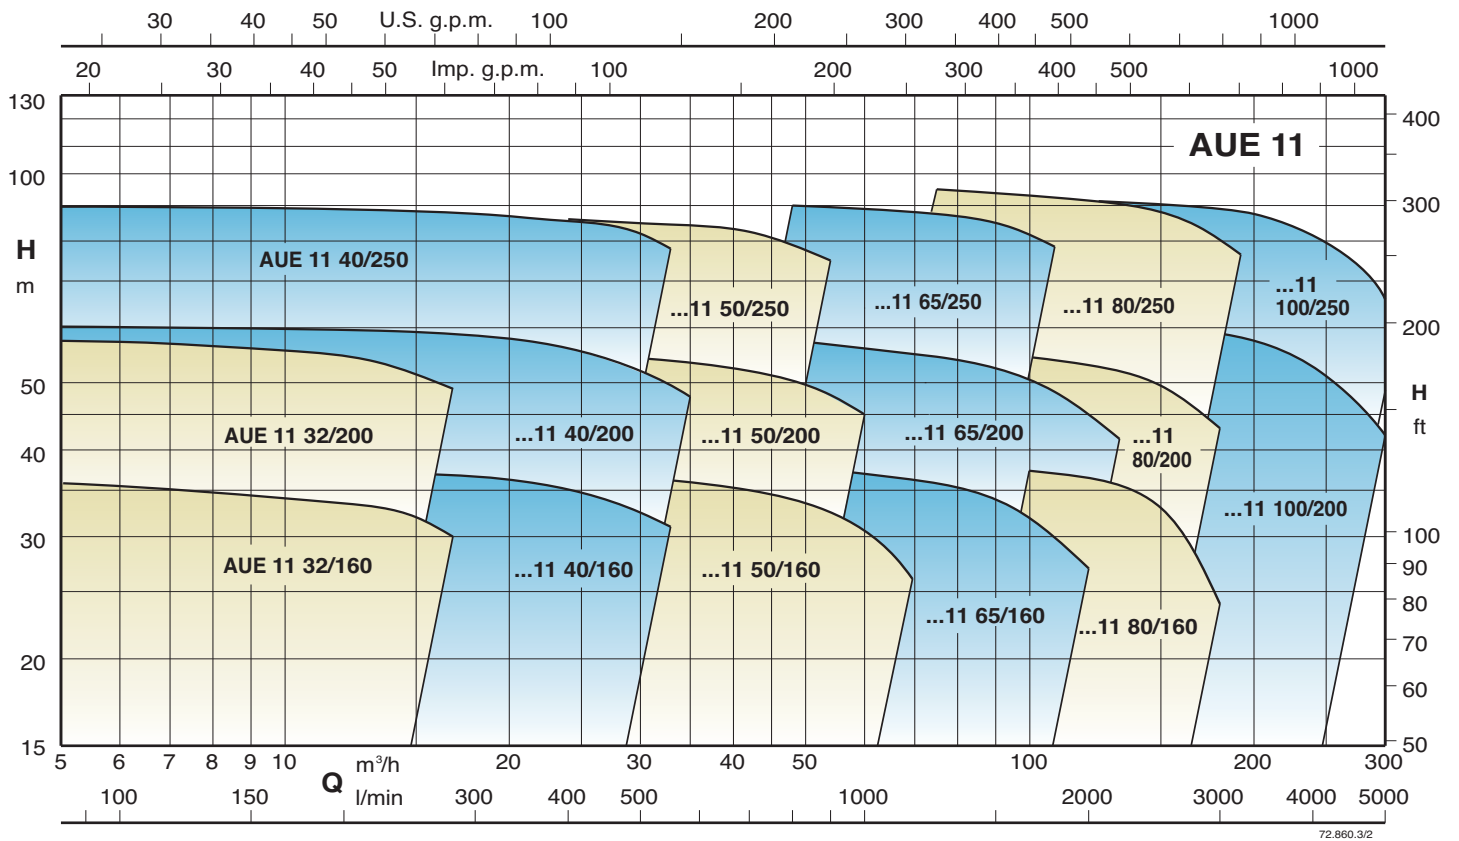 30 40 50 U.S. g.p.m. 100 200 300 400 500 1000
20 30 40 50 Imp. g.p.m. 100 200 300 400 500 1000
130
400
AUE 11
100
300
H
m
AUE 11 40/250
...11 50/250
...11 65/250
...11 80/250
...11
100/250
200
50
H
ft
AUE 11 32/200
...11 40/200
...11 50/200
...11 65/200
...11
80/200
40
...11 100/200
30
100
AUE 11 32/160
...11 40/160
...11 50/160
90
80
...11 65/160
...11 80/160
70
20
60
15
50
5 6 7 8 9 10 m³/h 20 30 40 50 100 200 300
Q
100 150 l/min 300 400 500 1000 2000 3000 4000 5000
72.860.3/2